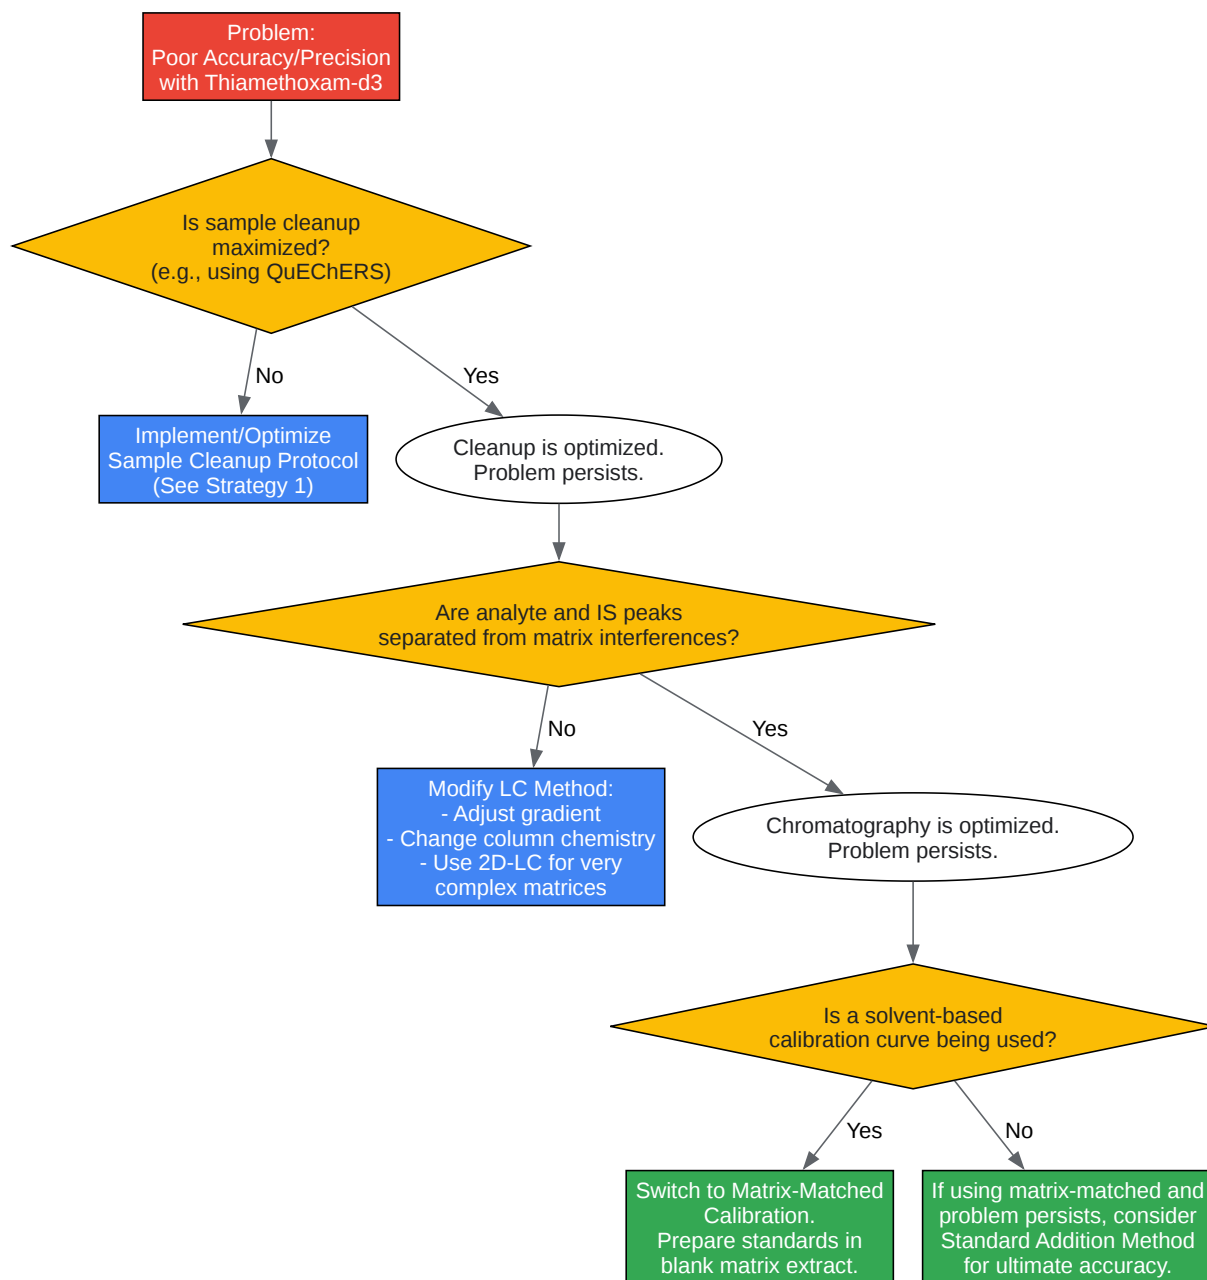 Problem:
Poor Accuracy/Precision
with Thiamethoxam-d3
Is sample cleanup
maximized?
(e.g., using QuEChERS)
No
Yes
Implement/Optimize
Sample Cleanup Protocol
(See Strategy 1)
Cleanup is optimized.
Problem persists.
Are analyte and IS peaks
separated from matrix interferences?
No
Yes
Modify LC Method:
- Adjust gradient
- Change column chemistry
- Use 2D-LC for very
complex matrices
Chromatography is optimized.
Problem persists.
Is a solvent-based
calibration curve being used?
Yes
No
Switch to Matrix-Matched
Calibration.
Prepare standards in
blank matrix extract.
If using matrix-matched and
problem persists, consider
Standard Addition Method
for ultimate accuracy.